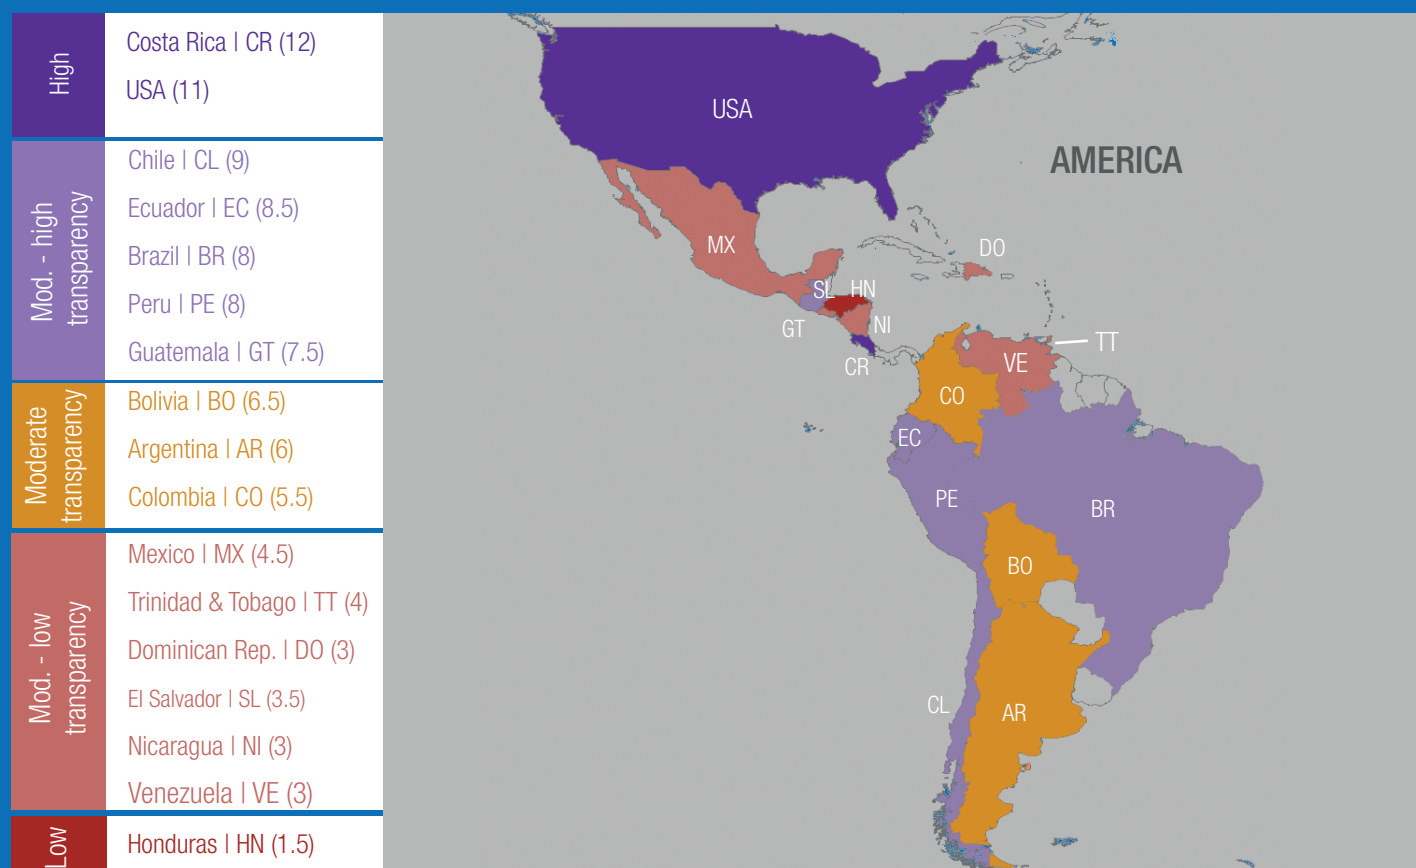 High
Costa Rica | CR (12)
USA (11)
Mod. - high
transparency
Chile | CL (9)
Ecuador | EC (8.5)
Brazil | BR (8)
Peru | PE (8)
Guatemala | GT (7.5)
Moderate
transparency
Bolivia | BO (6.5)
Argentina | AR (6)
Colombia | CO (5.5)
Mod. - low
transparency
Mexico | MX (4.5)
Trinidad & Tobago | TT (4)
Dominican Rep. | DO (3)
El Salvador | SL (3.5)
Nicaragua | NI (3)
Venezuela | VE (3)
Low
Honduras | HN (1.5)
USA
AMERICA
MX
DO
SL
HN
GT
NI
TT
CR
VE
CO
EC
PE
BR
BO
CL
AR